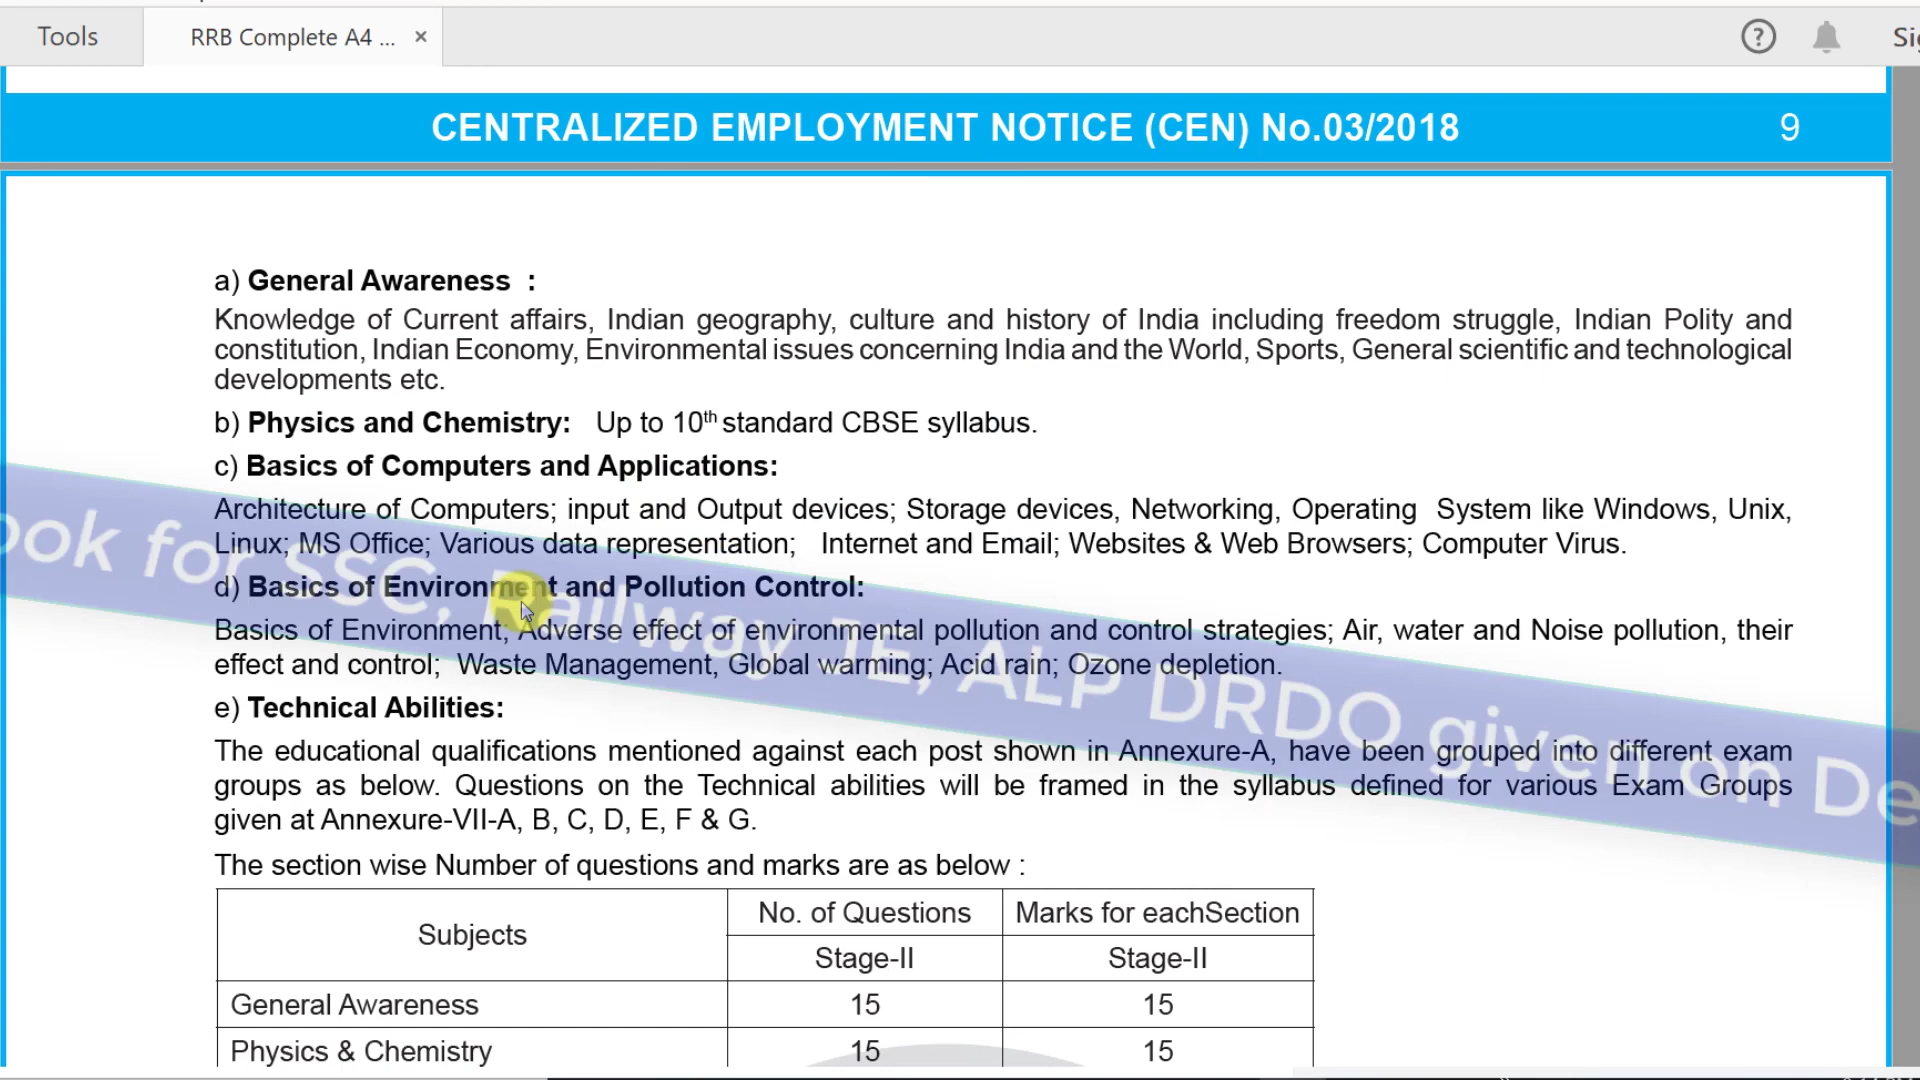 Tools
RRB Complete A4 ... ×
?
CENTRALIZED EMPLOYMENT NOTICE (CEN) No.03/2018 9
a) General Awareness :
Knowledge of Current affairs, Indian geography, culture and history of India including freedom struggle, Indian Polity and
constitution, Indian Economy, Environmental issues concerning India and the World, Sports, General scientific and technological
developments etc.
b) Physics and Chemistry: Up to 10th standard CBSE syllabus.
c) Basics of Computers and Applications:
Architecture of Computers; input and Output devices; Storage devices, Networking, Operating System like Windows, Unix,
Linux; MS Office; Various data representation; Internet and Email; Websites & Web Browsers; Computer Virus.
d) Basics of Environment and Pollution Control:
Basics of Environment; Adverse effect of environmental pollution and control strategies; Air, water and Noise pollution, their
effect and control; Waste Management, Global warming; Acid rain; Ozone depletion.
ook for SSC, Railway JE, ALP DRDO given on De
e) Technical Abilities:
The educational qualifications mentioned against each post shown in Annexure-A, have been grouped into different exam
groups as below. Questions on the Technical abilities will be framed in the syllabus defined for various Exam Groups
given at Annexure-VII-A, B, C, D, E, F & G.
The section wise Number of questions and marks are as below :
Subjects No. of Questions Marks for eachSection
Stage-II Stage-II
General Awareness 15 15
Physics & Chemistry 15 15